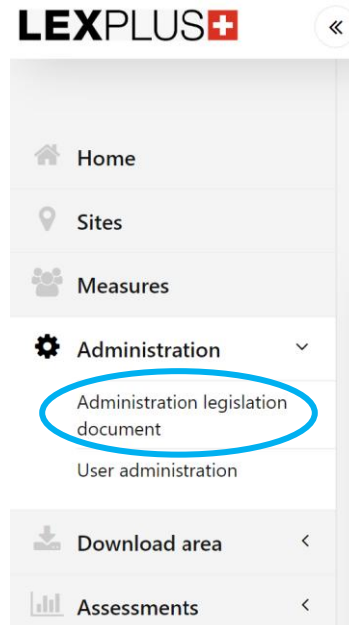 LEXPLUS
Home
Sites
Measures
Administration
Administration legislation
document
User administration
Download area
Assessments